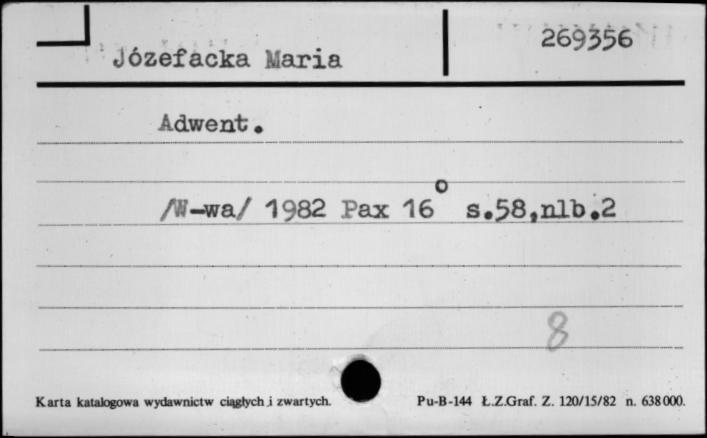 269356
Józefacka Maria
Adwent.
/W-wa/ 1982 Pax 16° s.58,nlb.2
8
Karta katalogowa wydawnictw ciągłych i zwartych. Pu-B-144 Ł.Z.Graf. Z. 120/15/82 n. 638000.